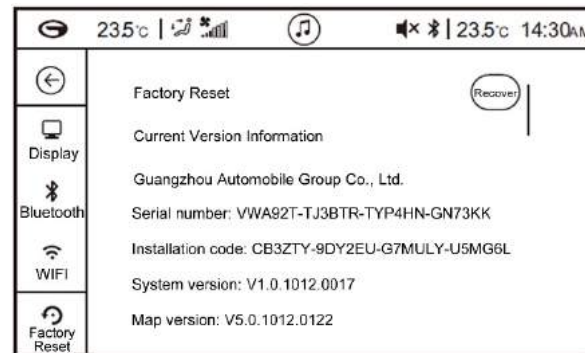 23.5°c | 23.5°c 14:30AM
Factory Reset
Recover
Current Version Information
Display
Guangzhou Automobile Group Co., Ltd.
Bluetooth
Serial number: VWA92T-TJ3BTR-TYP4HN-GN73KK
Installation code: CB3ZTY-9DY2EU-G7MULY-U5MG6L
WIFI
System version: V1.0.1012.0017
Map version: V5.0.1012.0122
Factory
Reset